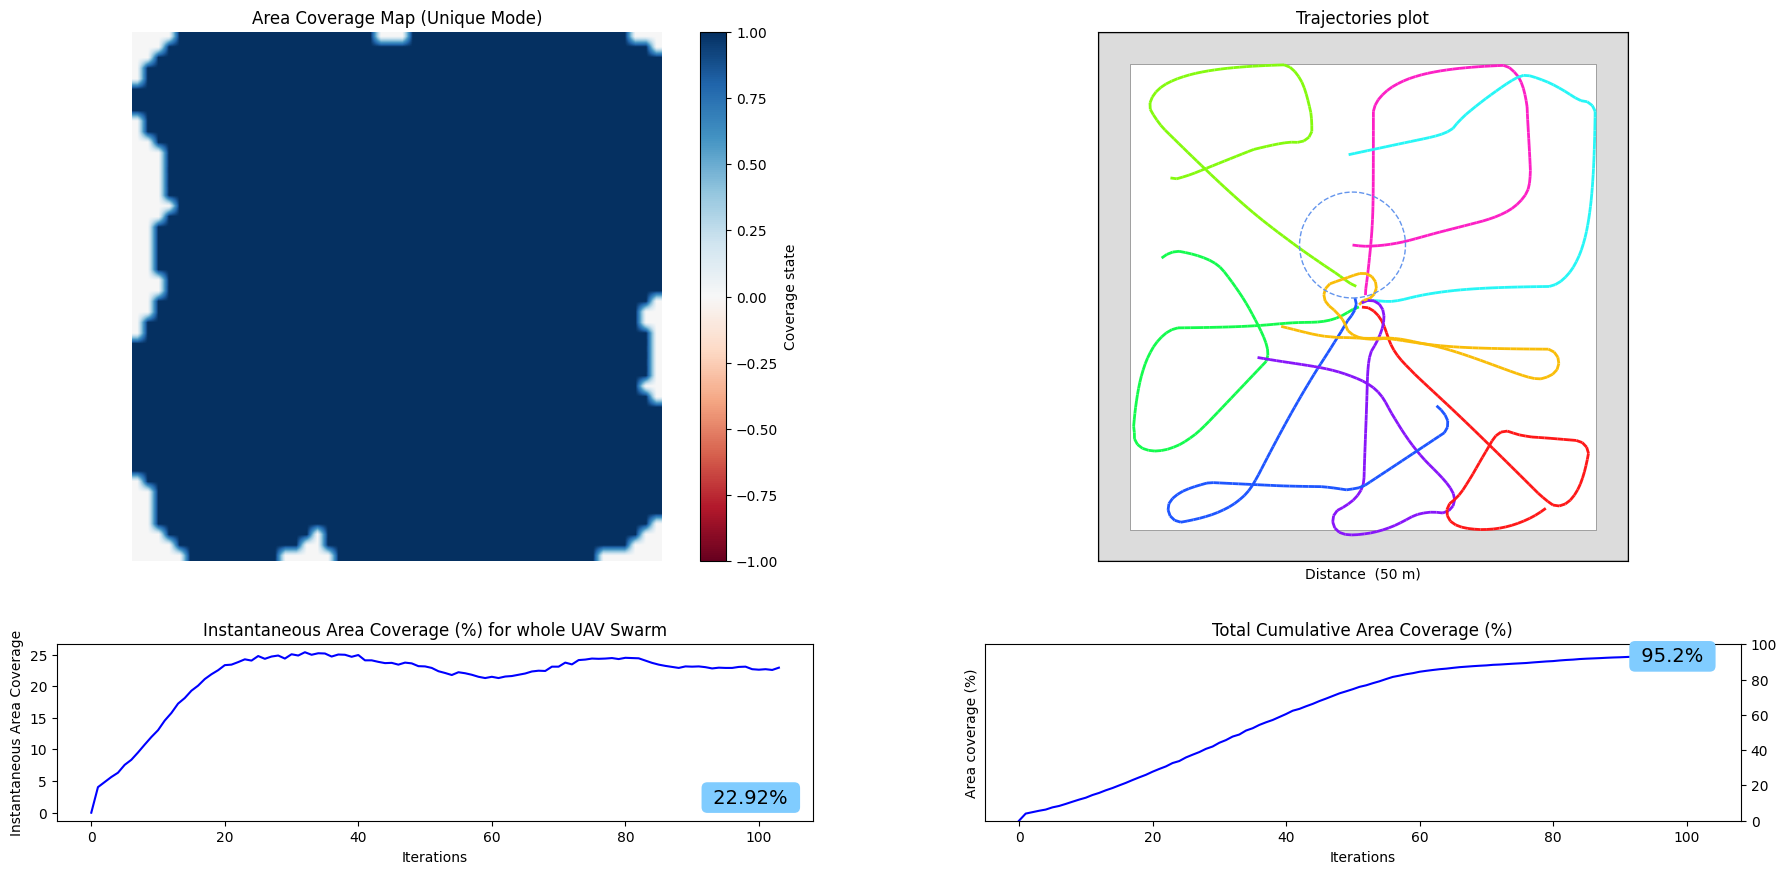 Area Coverage Map (Unique Mode)
1.00
0.75
0.50
0.25
0.00
−0.25
−0.50
−0.75
−1.00
Coverage state
Trajectories plot
Distance  (50 m)
Instantaneous Area Coverage (%) for whole UAV Swarm
Instantaneous Area Coverage
25
20
15
10
5
0
22.92%
0 20 40 60 80 100
Iterations
Total Cumulative Area Coverage (%)
Area coverage (%)
95.2%
100
80
60
40
20
0
0 20 40 60 80 100
Iterations